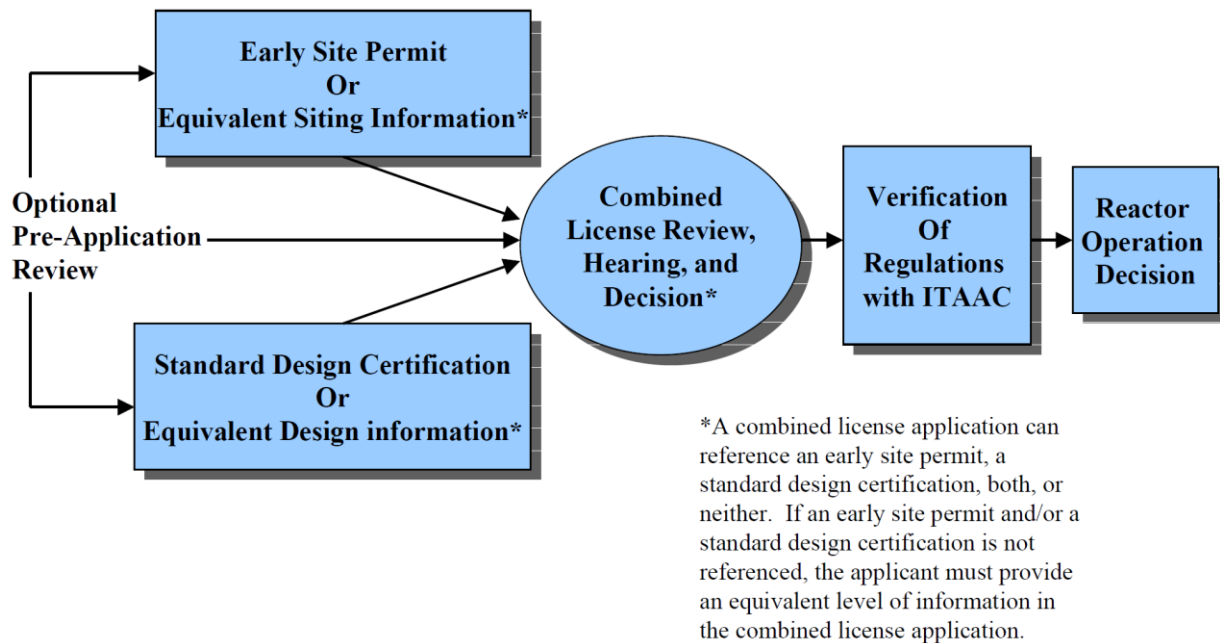 Early Site Permit
Or
Equivalent Siting Information*
Optional
Pre-Application
Review
Standard Design Certification
Or
Equivalent Design information*
Combined
License Review,
Hearing, and
Decision*
Verification
Of
Regulations
with ITAAC
Reactor
Operation
Decision
*A combined license application can
reference an early site permit, a
standard design certification, both, or
neither.  If an early site permit and/or a
standard design certification is not
referenced, the applicant must provide
an equivalent level of information in
the combined license application.